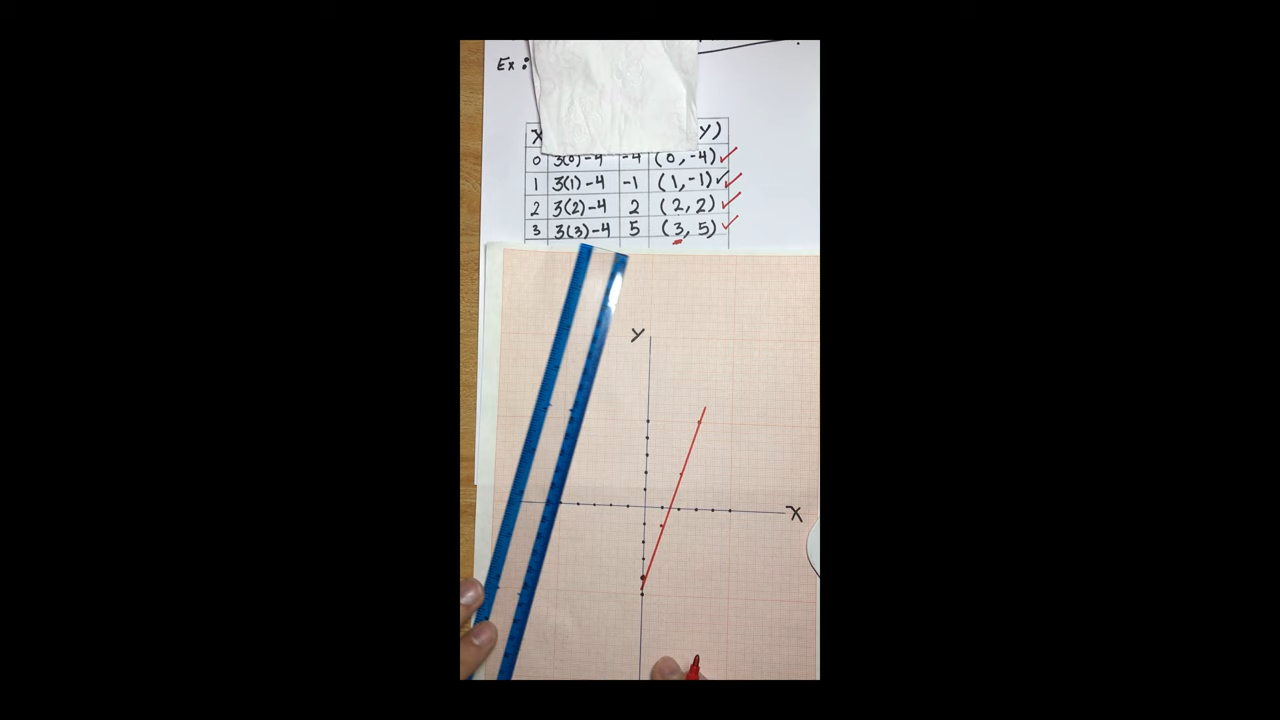 Ex :
X Y)
0 3(0)-4 -4 (0,-4)
1 3(1)-4 -1 (1,-1)
2 3(2)-4 2 (2,2)
3 3(3)-4 5 (3,5)
Y
X